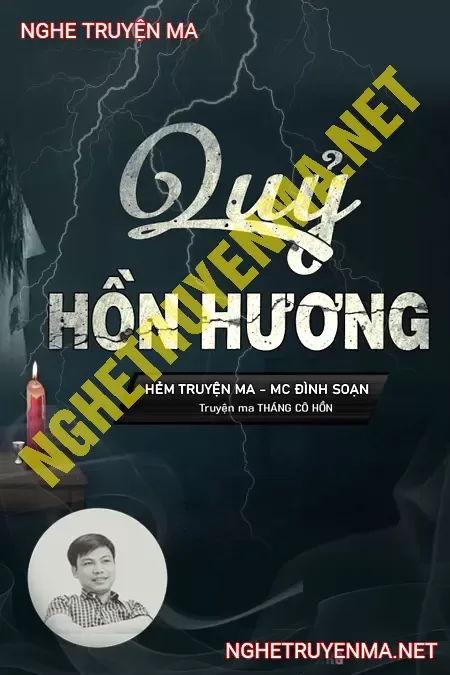 NGHE TRUYỆN MA
Quỷ
HỒN HƯƠNG
HẺM TRUYỆN MA - MC ĐÌNH SOẠN
Truyện ma THÁNG CÔ HỒN
NGHETRUYENMA.NET
NGHETRUYENMA.NET